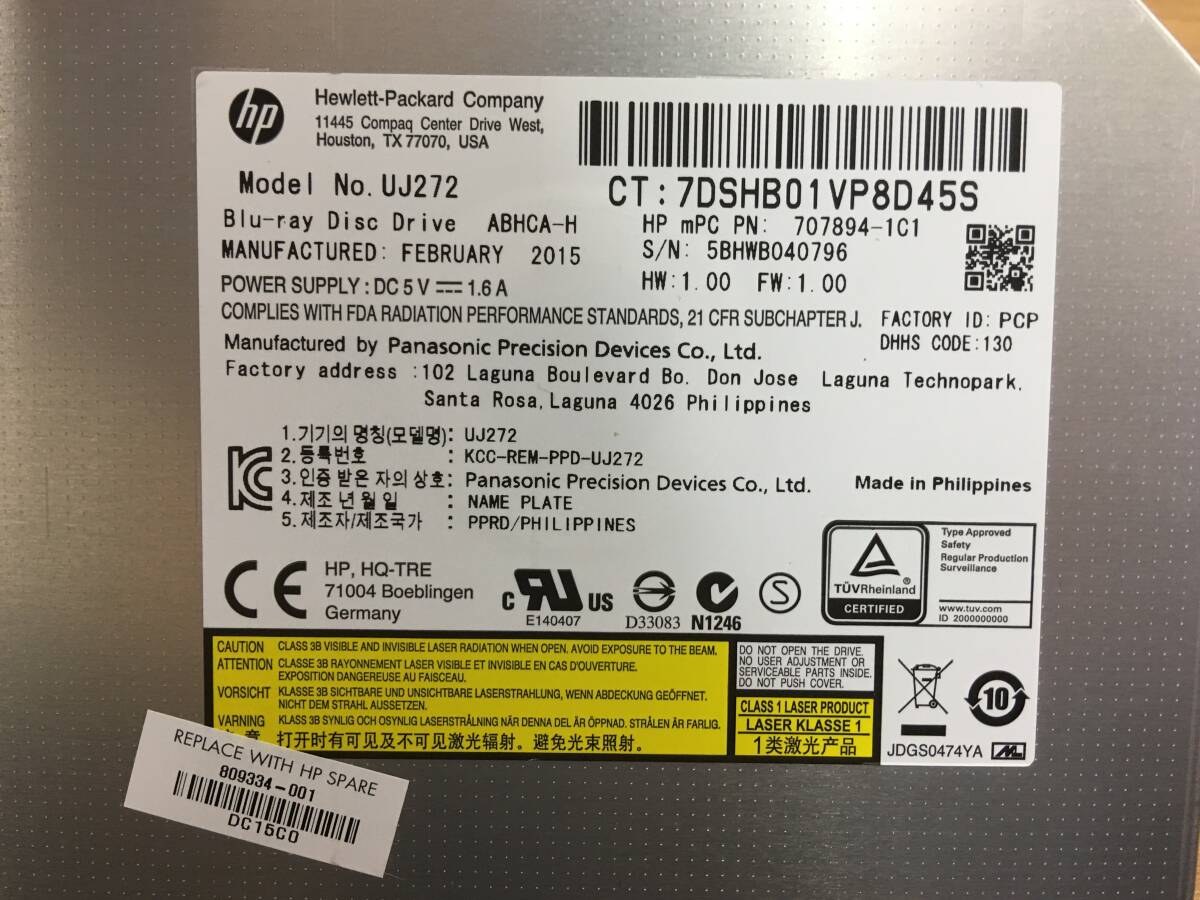 hp
Hewlett-Packard Company
11445 Compaq Center Drive West,
Houston, TX 77070, USA
Model No. UJ272
CT: 7DSHB01VP8D45S
Blu-ray Disc Drive ABHCA-H
HP mPC PN: 707894-1C1
MANUFACTURED: FEBRUARY 2015
S/N: 5BHWB040796
POWER SUPPLY : DC 5 V ⎓ 1.6 A
HW:1.00 FW:1.00
COMPLIES WITH FDA RADIATION PERFORMANCE STANDARDS, 21 CFR SUBCHAPTER J.
FACTORY ID: PCP
Manufactured by Panasonic Precision Devices Co., Ltd.
DHHS CODE:130
Factory address :102 Laguna Boulevard Bo. Don Jose Laguna Technopark,
Santa Rosa, Laguna 4026 Philippines
1.기기의 명칭(모델명): UJ272
2.등록번호 : KCC-REM-PPD-UJ272
3.인증 받은 자의 상호: Panasonic Precision Devices Co., Ltd.
4.제조 년 월 일 : NAME PLATE
5.제조자/제조국가 : PPRD/PHILIPPINES
Made in Philippines
CE
HP, HQ-TRE
71004 Boeblingen
Germany
c RU US
E140407
D33083
N1246
S
TÜVRheinland®
CERTIFIED
Type Approved
Safety
Regular Production
Surveillance
www.tuv.com
ID 2000000000
CAUTION CLASS 3B VISIBLE AND INVISIBLE LASER RADIATION WHEN OPEN. AVOID EXPOSURE TO THE BEAM.
ATTENTION CLASSE 3B RAYONNEMENT LASER VISIBLE ET INVISIBLE EN CAS D'OUVERTURE.
EXPOSITION DANGEREUSE AU FAISCEAU.
VORSICHT KLASSE 3B SICHTBARE UND UNSICHTBARE LASERSTRAHLUNG, WENN ABDECKUNG GEÖFFNET.
NICHT DEM STRAHL AUSSETZEN.
VARNING KLASS 3B SYNLIG OCH OSYNLIG LASERSTRÅLNING NÄR DENNA DEL ÄR ÖPPNAD. STRÅLEN ÄR FARLIG.
意 打开时有可见及不可见激光辐射。避免光束照射。
DO NOT OPEN THE DRIVE.
NO USER ADJUSTMENT OR
SERVICEABLE PARTS INSIDE.
DO NOT PUSH COVER.
CLASS 1 LASER PRODUCT
LASER KLASSE 1
1类激光产品
10
JDGS0474YA
REPLACE WITH HP SPARE
809334-001
DC15C0